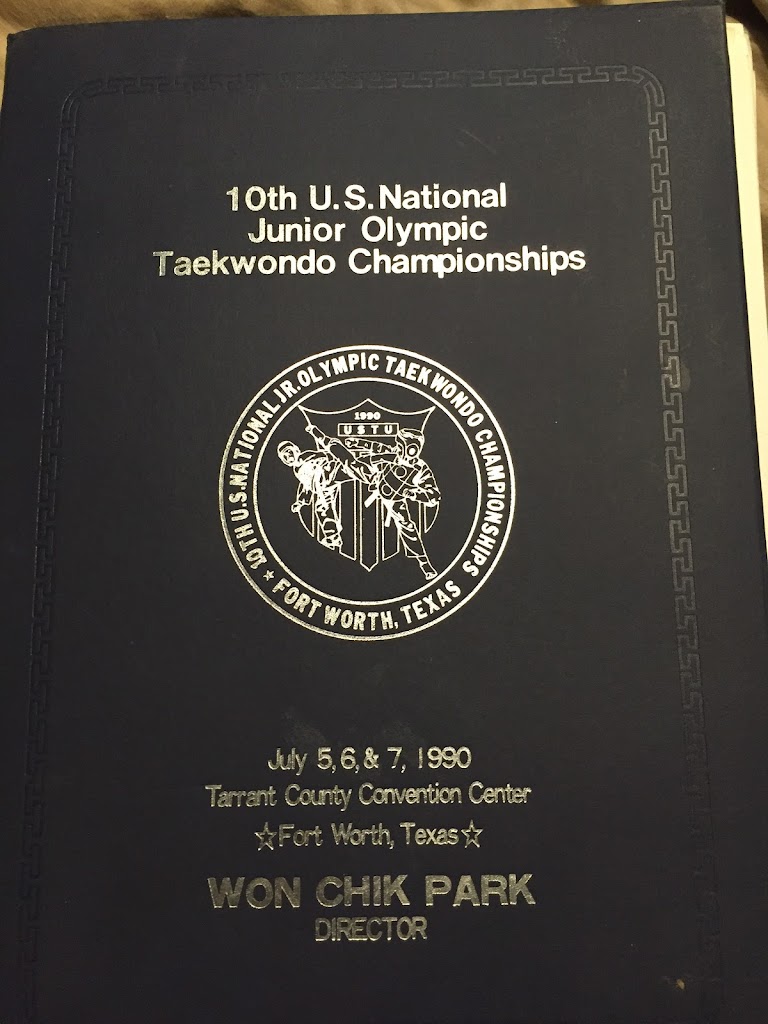 10th U.S.National
Junior Olympic
Taekwondo Championships
10TH U.S.NATIONAL JR.OLYMPIC TAEKWONDO CHAMPIONSHIPS
1990
USTU
★ FORT WORTH, TEXAS
July 5,6,& 7, 1990
Tarrant County Convention Center
☆Fort Worth, Texas☆
WON CHIK PARK
DIRECTOR